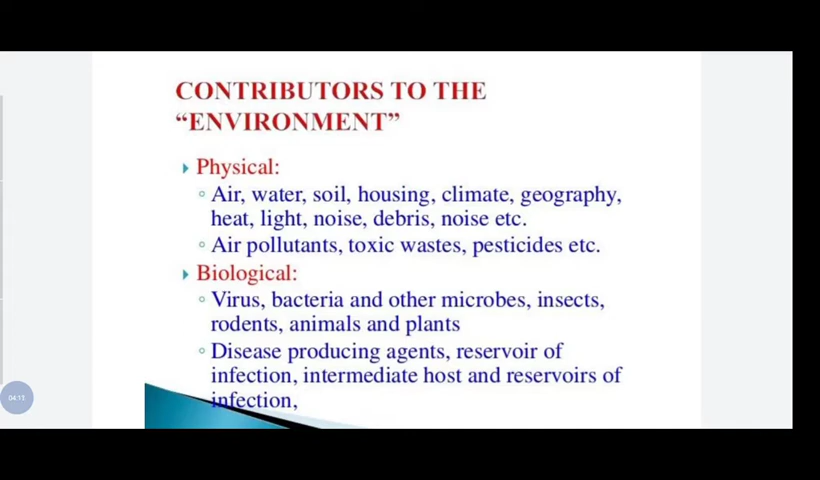 CONTRIBUTORS TO THE
“ENVIRONMENT”
Physical:
Air, water, soil, housing, climate, geography,
heat, light, noise, debris, noise etc.
Air pollutants, toxic wastes, pesticides etc.
Biological:
Virus, bacteria and other microbes, insects,
rodents, animals and plants
Disease producing agents, reservoir of
infection, intermediate host and reservoirs of
infection,
04:11